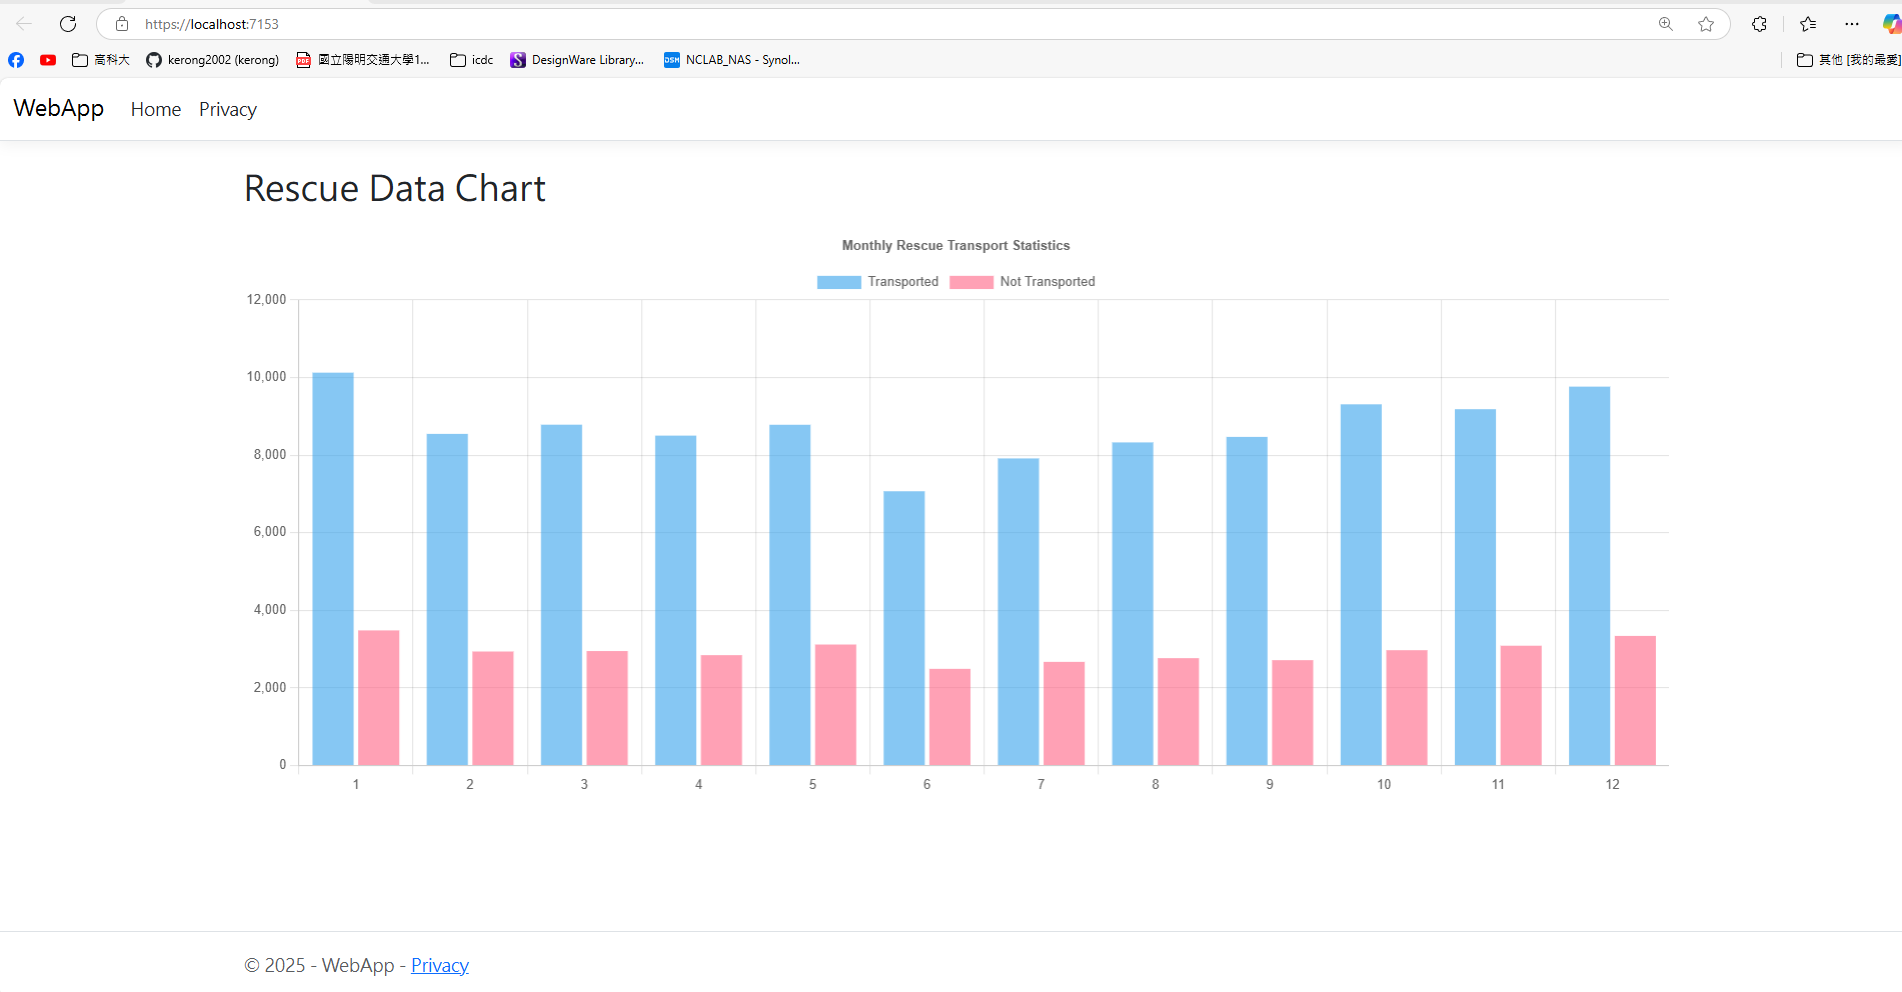 https://localhost:7153
高科大 kerong2002 (kerong) PDF 國立陽明交通大學1... icdc S DesignWare Library... DSM NCLAB_NAS - Synol... 其他 [我的最愛]
WebApp Home Privacy
Rescue Data Chart
Monthly Rescue Transport Statistics
Transported Not Transported
12,000
10,000
8,000
6,000
4,000
2,000
0
1 2 3 4 5 6 7 8 9 10 11 12
© 2025 - WebApp - Privacy